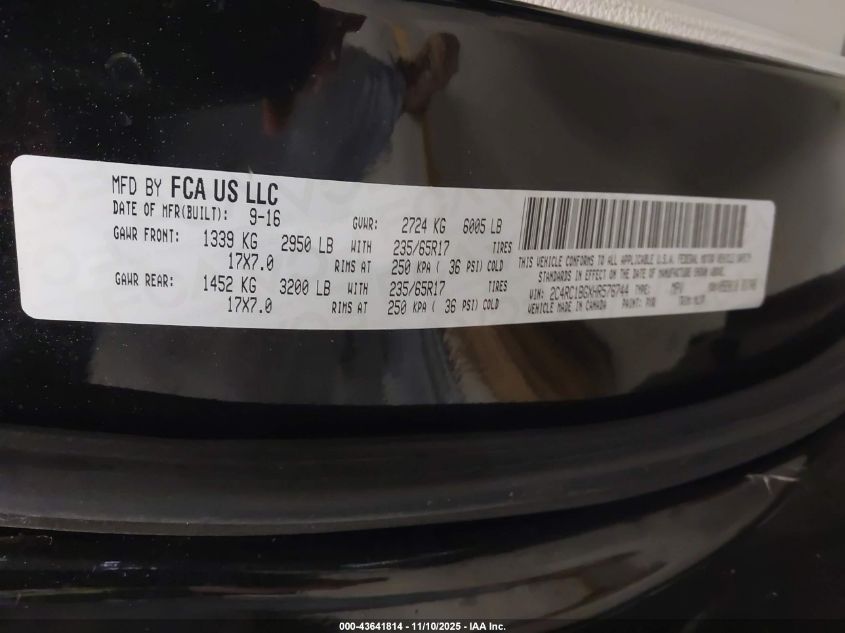 MFD BY FCA US LLC
DATE OF MFR(BUILT): 9-16 GVWR: 2724 KG 6005 LB
GAWR FRONT: 1339 KG 2950 LB WITH 235/65R17 TIRES
17X7.0 RIMS AT 250 KPA ( 36 PSI) COLD
GAWR REAR: 1452 KG 3200 LB WITH 235/65R17 TIRES
17X7.0 RIMS AT 250 KPA ( 36 PSI) COLD
THIS VEHICLE CONFORMS TO ALL APPLICABLE U.S.A. FEDERAL MOTOR VEHICLE SAFETY
STANDARDS IN EFFECT ON THE DATE OF MANUFACTURE SHOWN ABOVE.
VIN: 2C4RC1BGXHR576744 TYPE: MPV
VEHICLE MADE IN CANADA PAINT: PXR TRIM:
000-43641814 — 11/10/2025 — IAA Inc.